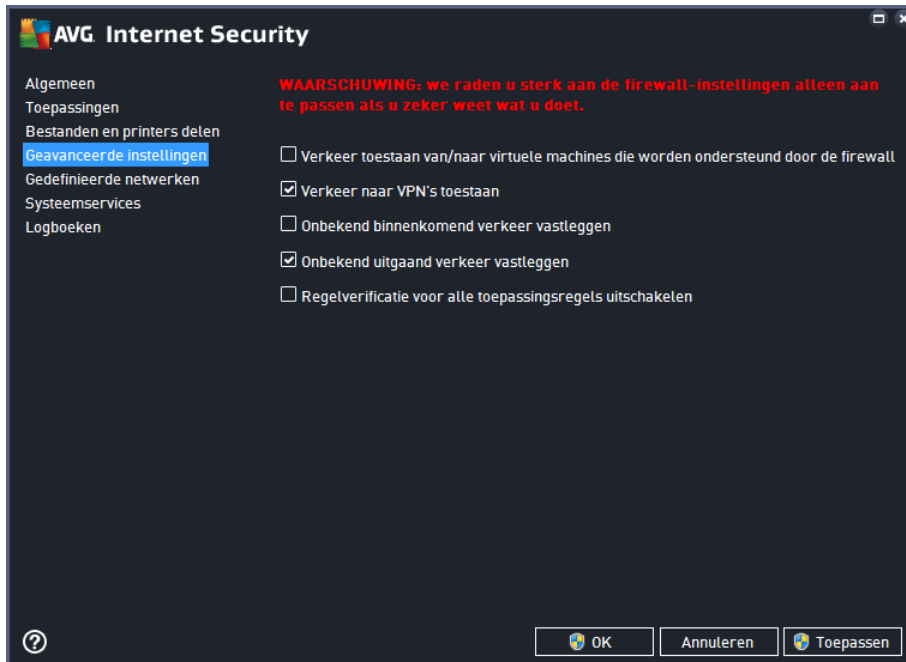 AVG. Internet Security
Algemeen
Toepassingen
Bestanden en printers delen
Geavanceerde instellingen
Gedefinieerde netwerken
Systeemservices
Logboeken
WAARSCHUWING: we raden u sterk aan de firewall-instellingen alleen aan
te passen als u zeker weet wat u doet.
Verkeer toestaan van/naar virtuele machines die worden ondersteund door de firewall
Verkeer naar VPN's toestaan
Onbekend binnenkomend verkeer vastleggen
Onbekend uitgaand verkeer vastleggen
Regelverificatie voor alle toepassingsregels uitschakelen
?
OK
Annuleren
Toepassen